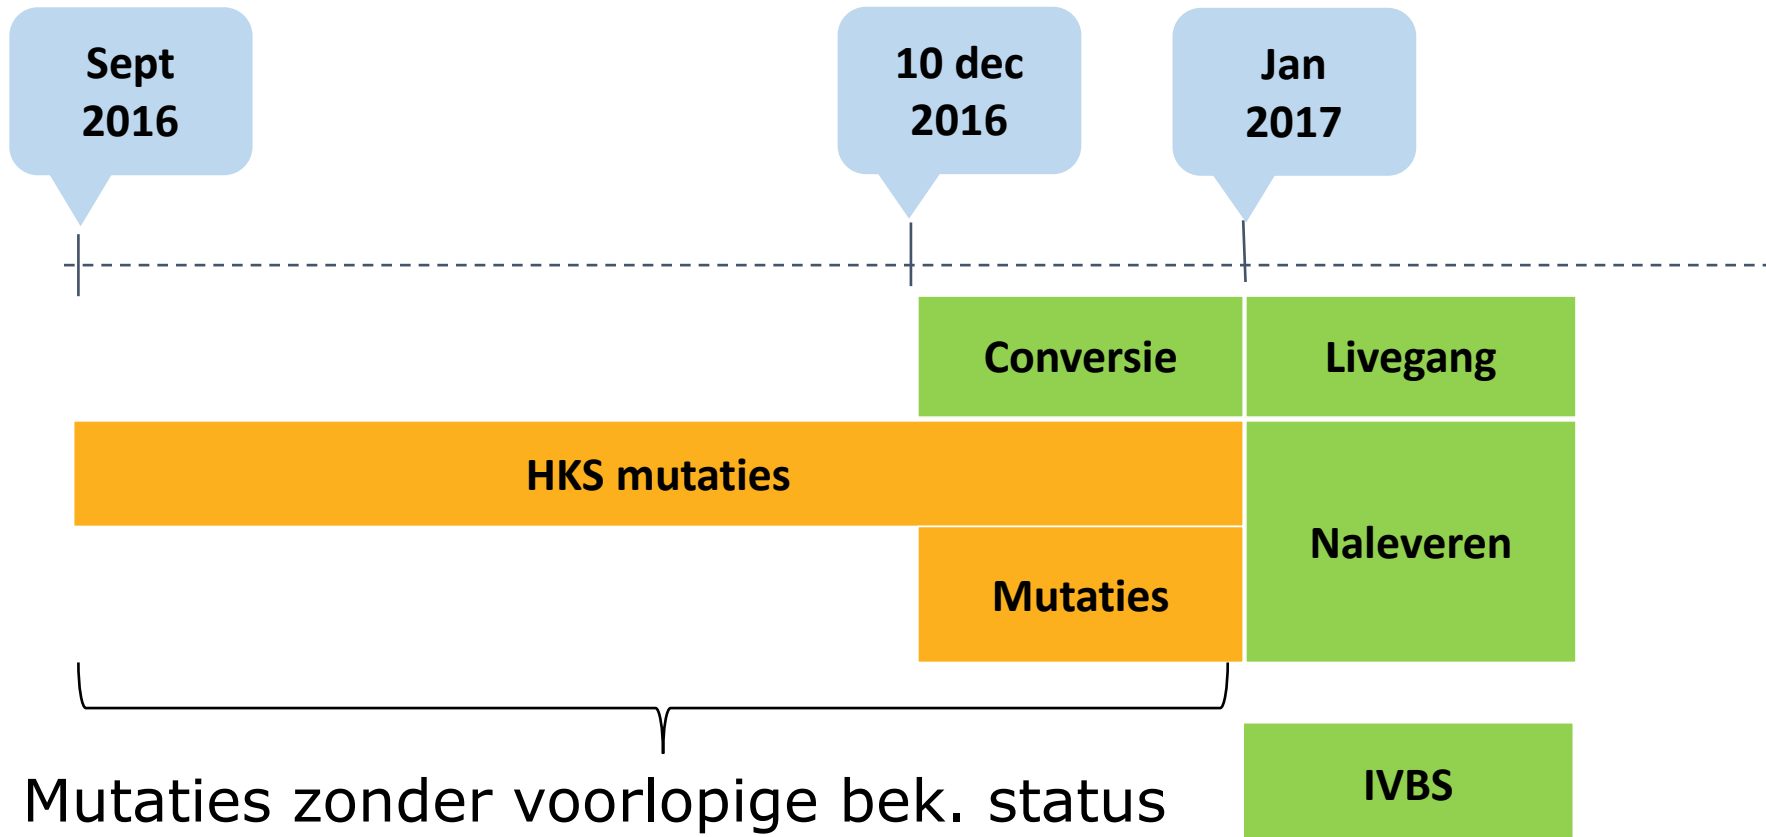 Sept
2016
10 dec
2016
Jan
2017
Conversie
Livegang
HKS mutaties
Naleveren
Mutaties
Mutaties zonder voorlopige bek. status
IVBS